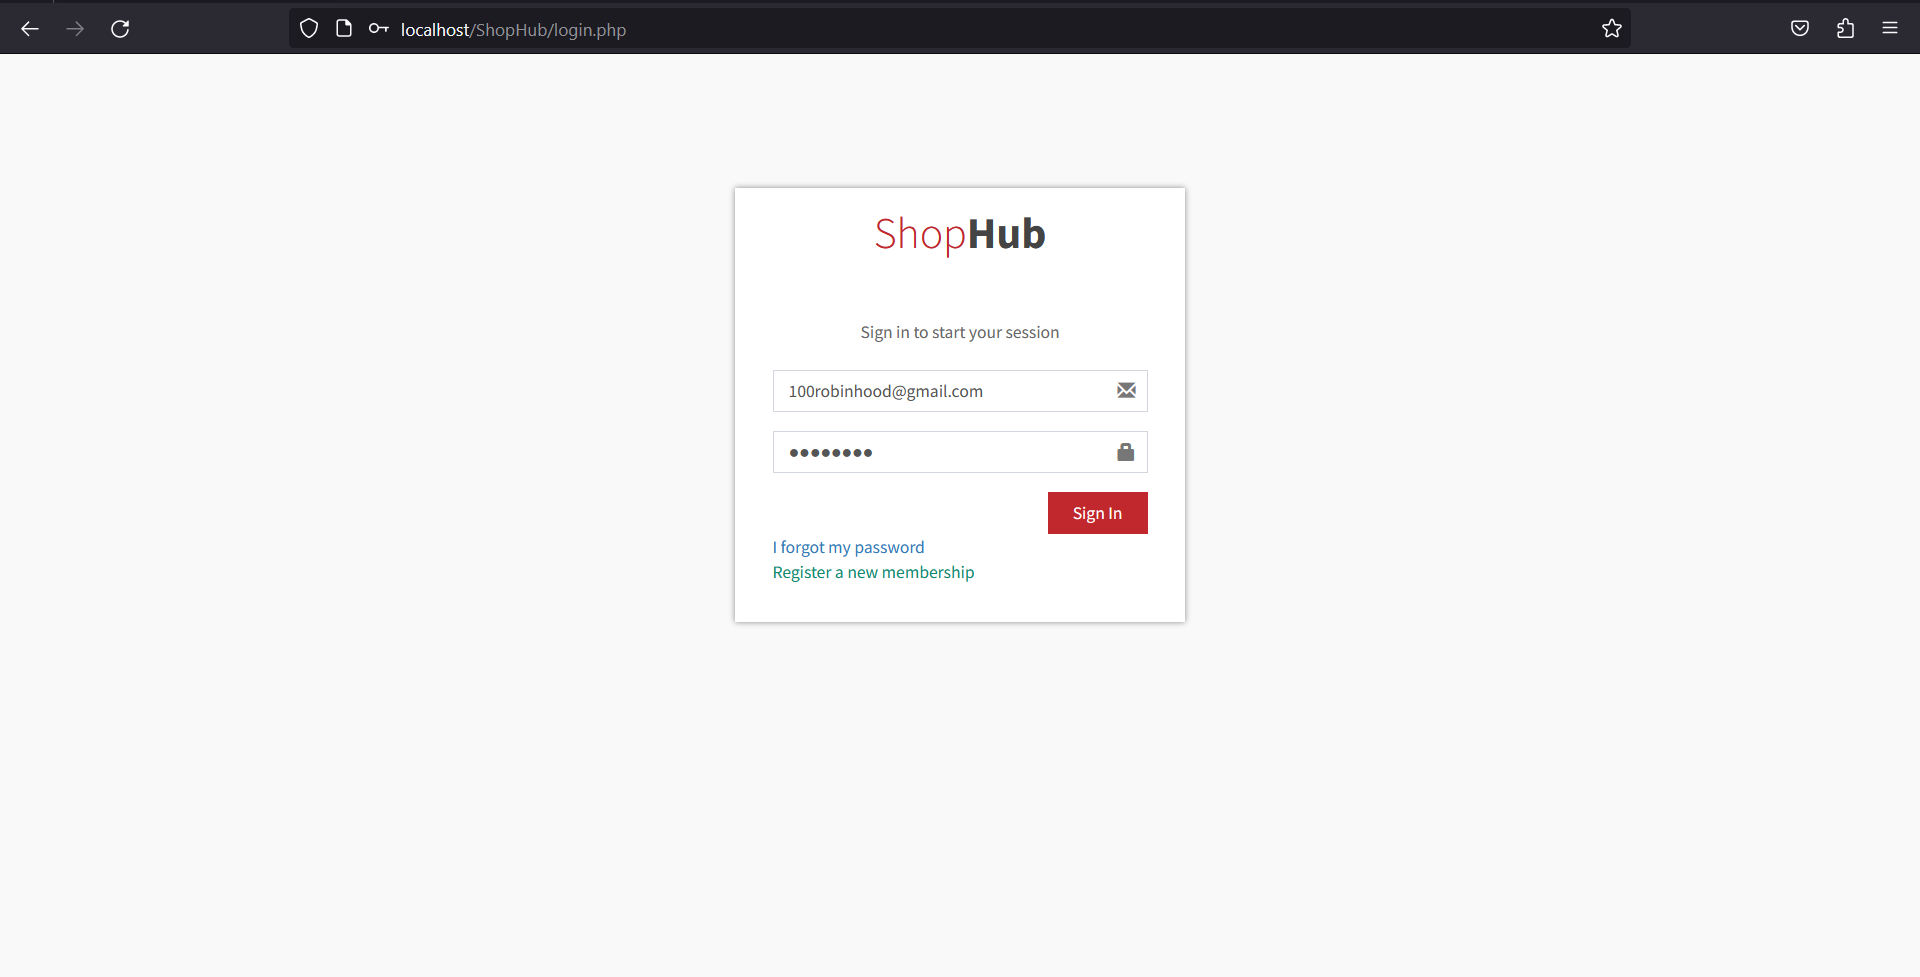 localhost/ShopHub/login.php
ShopHub
Sign in to start your session
100robinhood@gmail.com
●●●●●●●●
Sign In
I forgot my password
Register a new membership